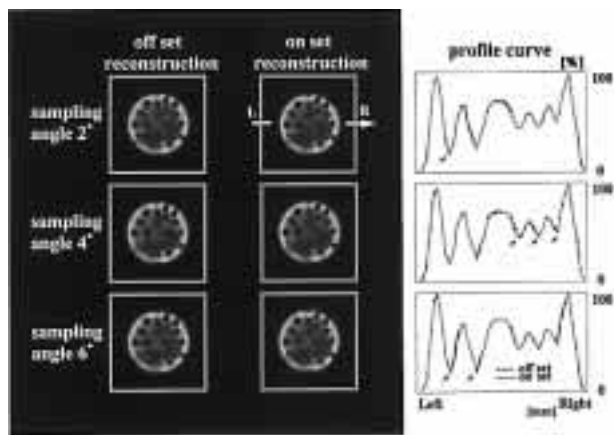 off set
reconstruction
on set
reconstruction
profile curve
[%]
sampling
angle 2°
L
R
100
0
sampling
angle 4°
100
0
sampling
angle 6°
100
0
off set
on set
Left
[mm]
Right